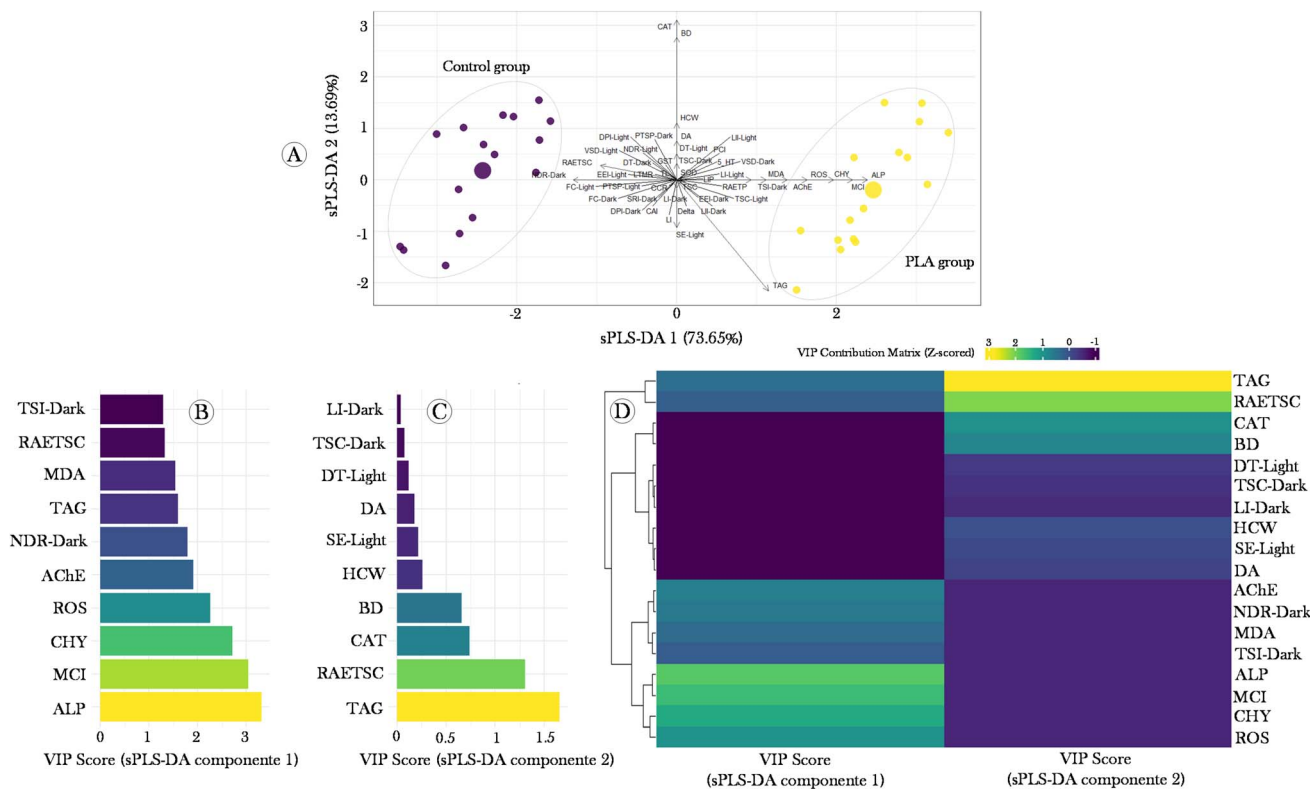 A
sPLS-DA 2 (13.69%)
3
2
1
0
-1
-2
Control group
PLA group
CAT
BD
HCW
DPI-Light
PTSP-Dark
DA
LII-Light
VSD-Light
NDR-Light
DT-Light
PCI
RAETSC
DT-Dark
GST
TSC-Dark
5_HT
VSD-Dark
NDR-Dark
EEI-Light
LTMR
TL
SOD
LIP
LI-Light
MDA
ROS
CHY
ALP
FC-Light
PTSP-Light
CCR
TSC
RAETP
TSI-Dark
AChE
MCI
FC-Dark
SRI-Dark
LI-Dark
EEI-Dark
TSC-Light
DPI-Dark
CAI
LI
Delta
LII-Dark
SE-Light
TAG
-2
0
2
sPLS-DA 1 (73.65%)
B
TSI-Dark
RAETSC
MDA
TAG
NDR-Dark
AChE
ROS
CHY
MCI
ALP
0
1
2
3
VIP Score (sPLS-DA componente 1)
C
LI-Dark
TSC-Dark
DT-Light
DA
SE-Light
HCW
BD
CAT
RAETSC
TAG
0
0.5
1
1.5
VIP Score (sPLS-DA componente 2)
VIP Contribution Matrix (Z-scored)
3
2
1
0
-1
D
TAG
RAETSC
CAT
BD
DT-Light
TSC-Dark
LI-Dark
HCW
SE-Light
DA
AChE
NDR-Dark
MDA
TSI-Dark
ALP
MCI
CHY
ROS
VIP Score
(sPLS-DA componente 1)
VIP Score
(sPLS-DA componente 2)